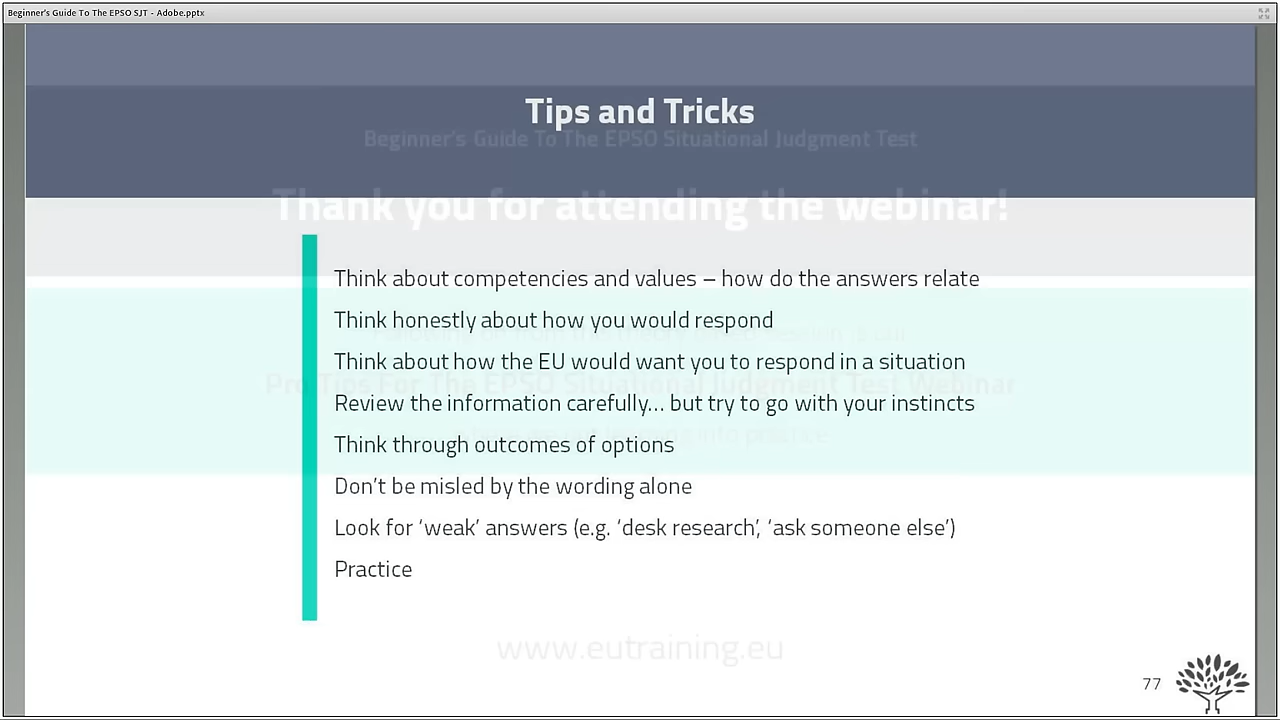 Beginner's Guide To The EPSO SJT - Adobe.pptx
Tips and Tricks
Beginner's Guide To The EPSO Situational Judgment Test
Thank you for attending the webinar!
Think about competencies and values – how do the answers relate
Think honestly about how you would respond
Think about how the EU would want you to respond in a situation
Pro Tips For The EPSO Situational Judgment Test Webinar
Review the information carefully... but try to go with your instincts
Think through outcomes of options
Don't be misled by the wording alone
Look for ‘weak’ answers (e.g. ‘desk research’, ‘ask someone else’)
Practice
www.eutraining.eu
77